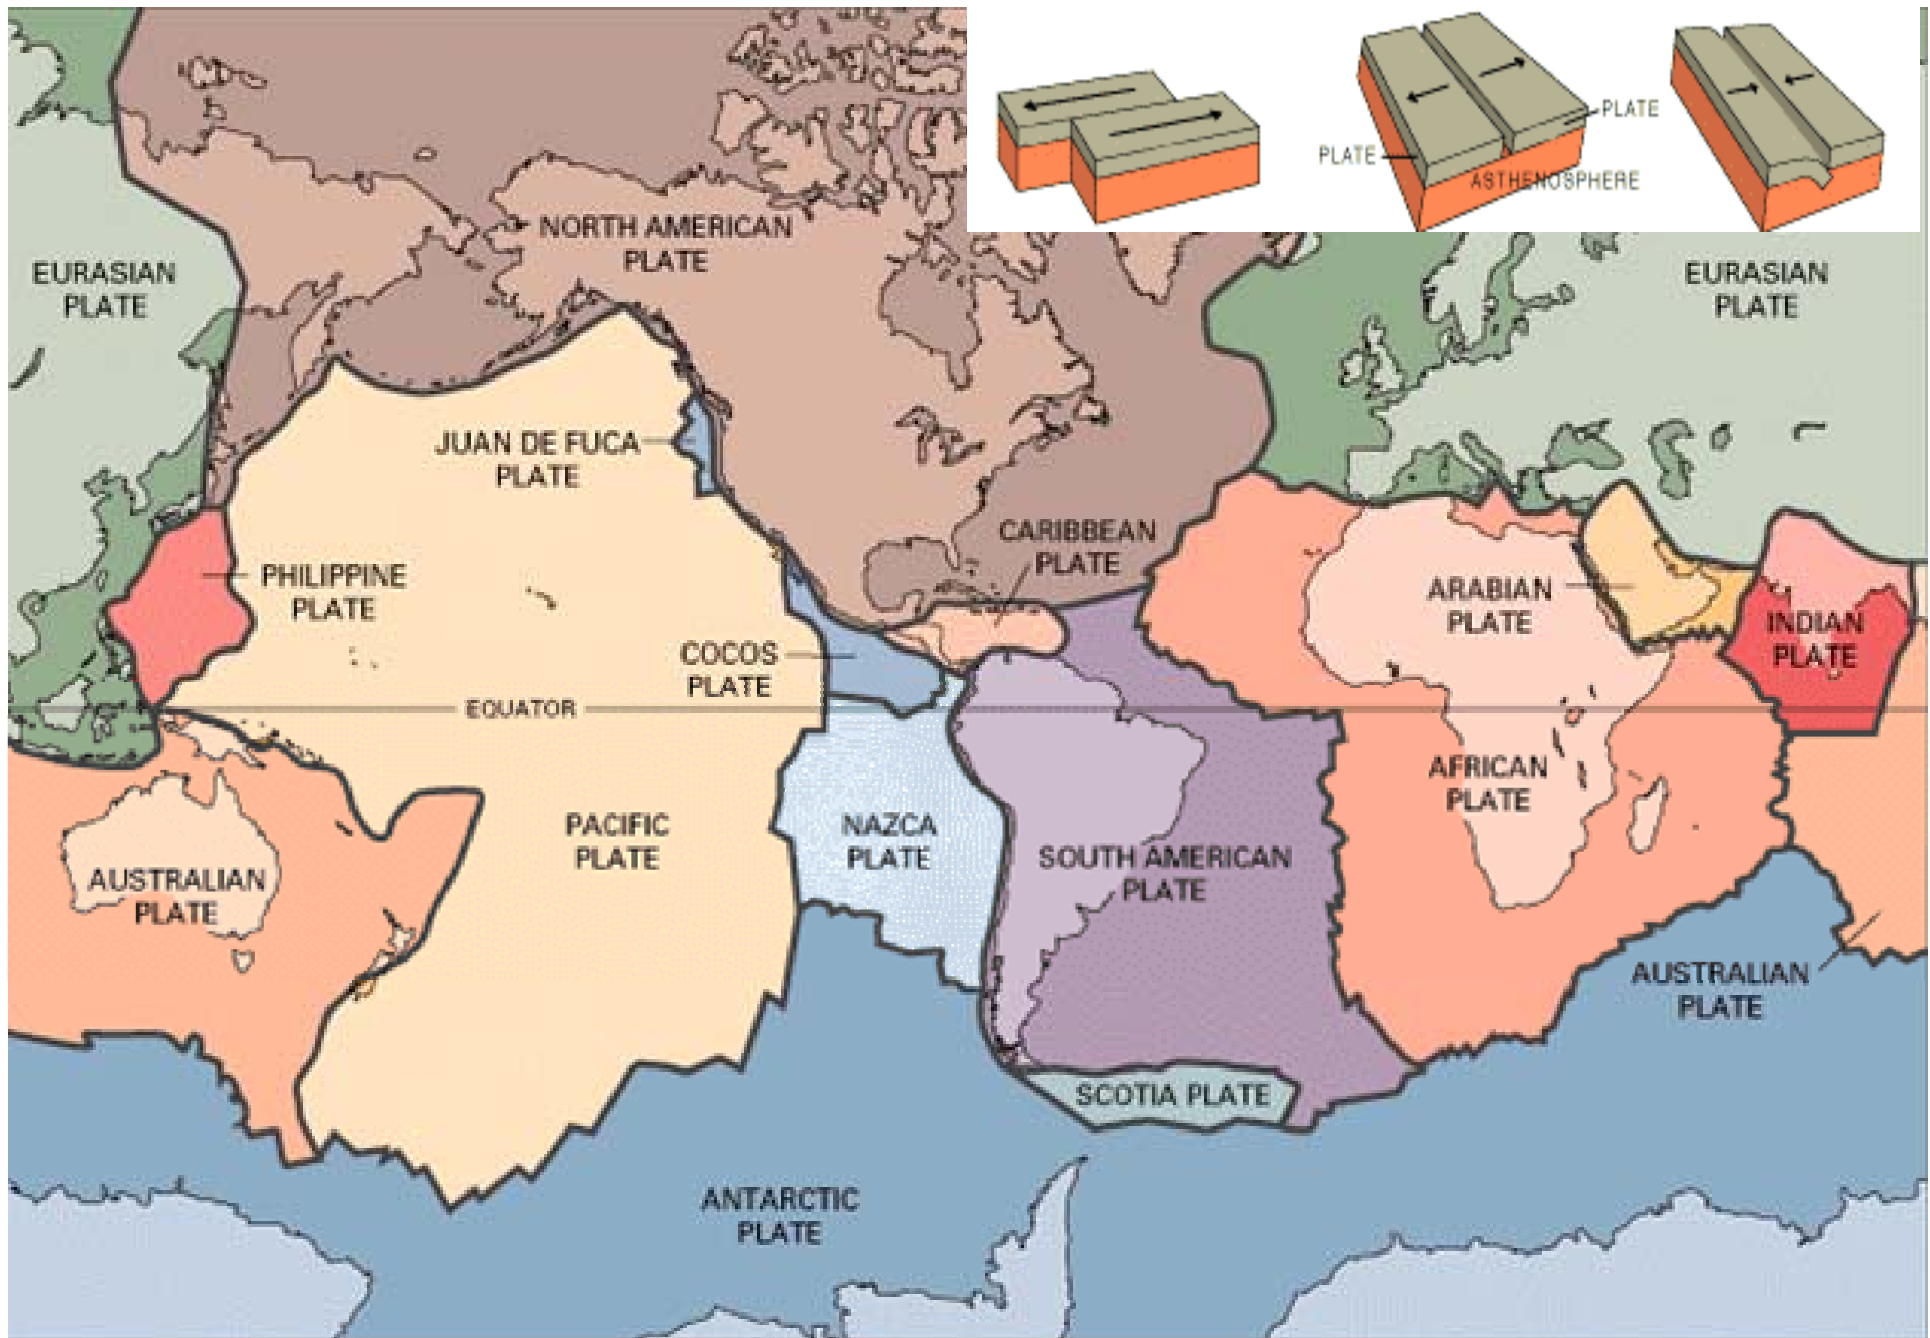 PLATE
PLATE
ASTHENOSPHERE
NORTH AMERICAN
PLATE
EURASIAN
PLATE
EURASIAN
PLATE
JUAN DE FUCA
PLATE
CARIBBEAN
PLATE
PHILIPPINE
PLATE
ARABIAN
PLATE
INDIAN
PLATE
COCOS
PLATE
EQUATOR
AFRICAN
PLATE
PACIFIC
PLATE
NAZCA
PLATE
SOUTH AMERICAN
PLATE
AUSTRALIAN
PLATE
AUSTRALIAN
PLATE
SCOTIA PLATE
ANTARCTIC
PLATE